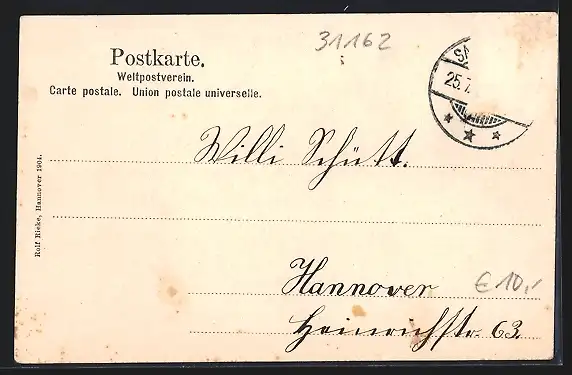 31162
Postkarte.
Weltpostverein.
Carte postale. Union postale universelle.
25.7
Willi Schütt.
Rolf Rieke, Hannover 1904.
Hannover
€ 10,-
Heinrichstr. 63.